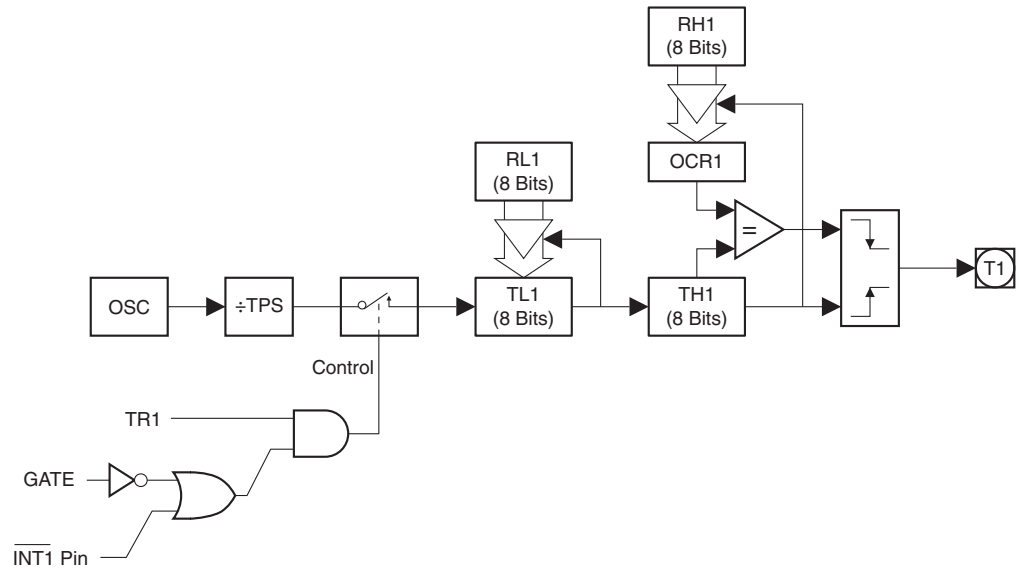 RH1
(8 Bits)
RL1
(8 Bits)
OCR1
=
OSC
÷TPS
TL1
(8 Bits)
TH1
(8 Bits)
T1
Control
TR1
GATE
I̅N̅T̅1̅ Pin